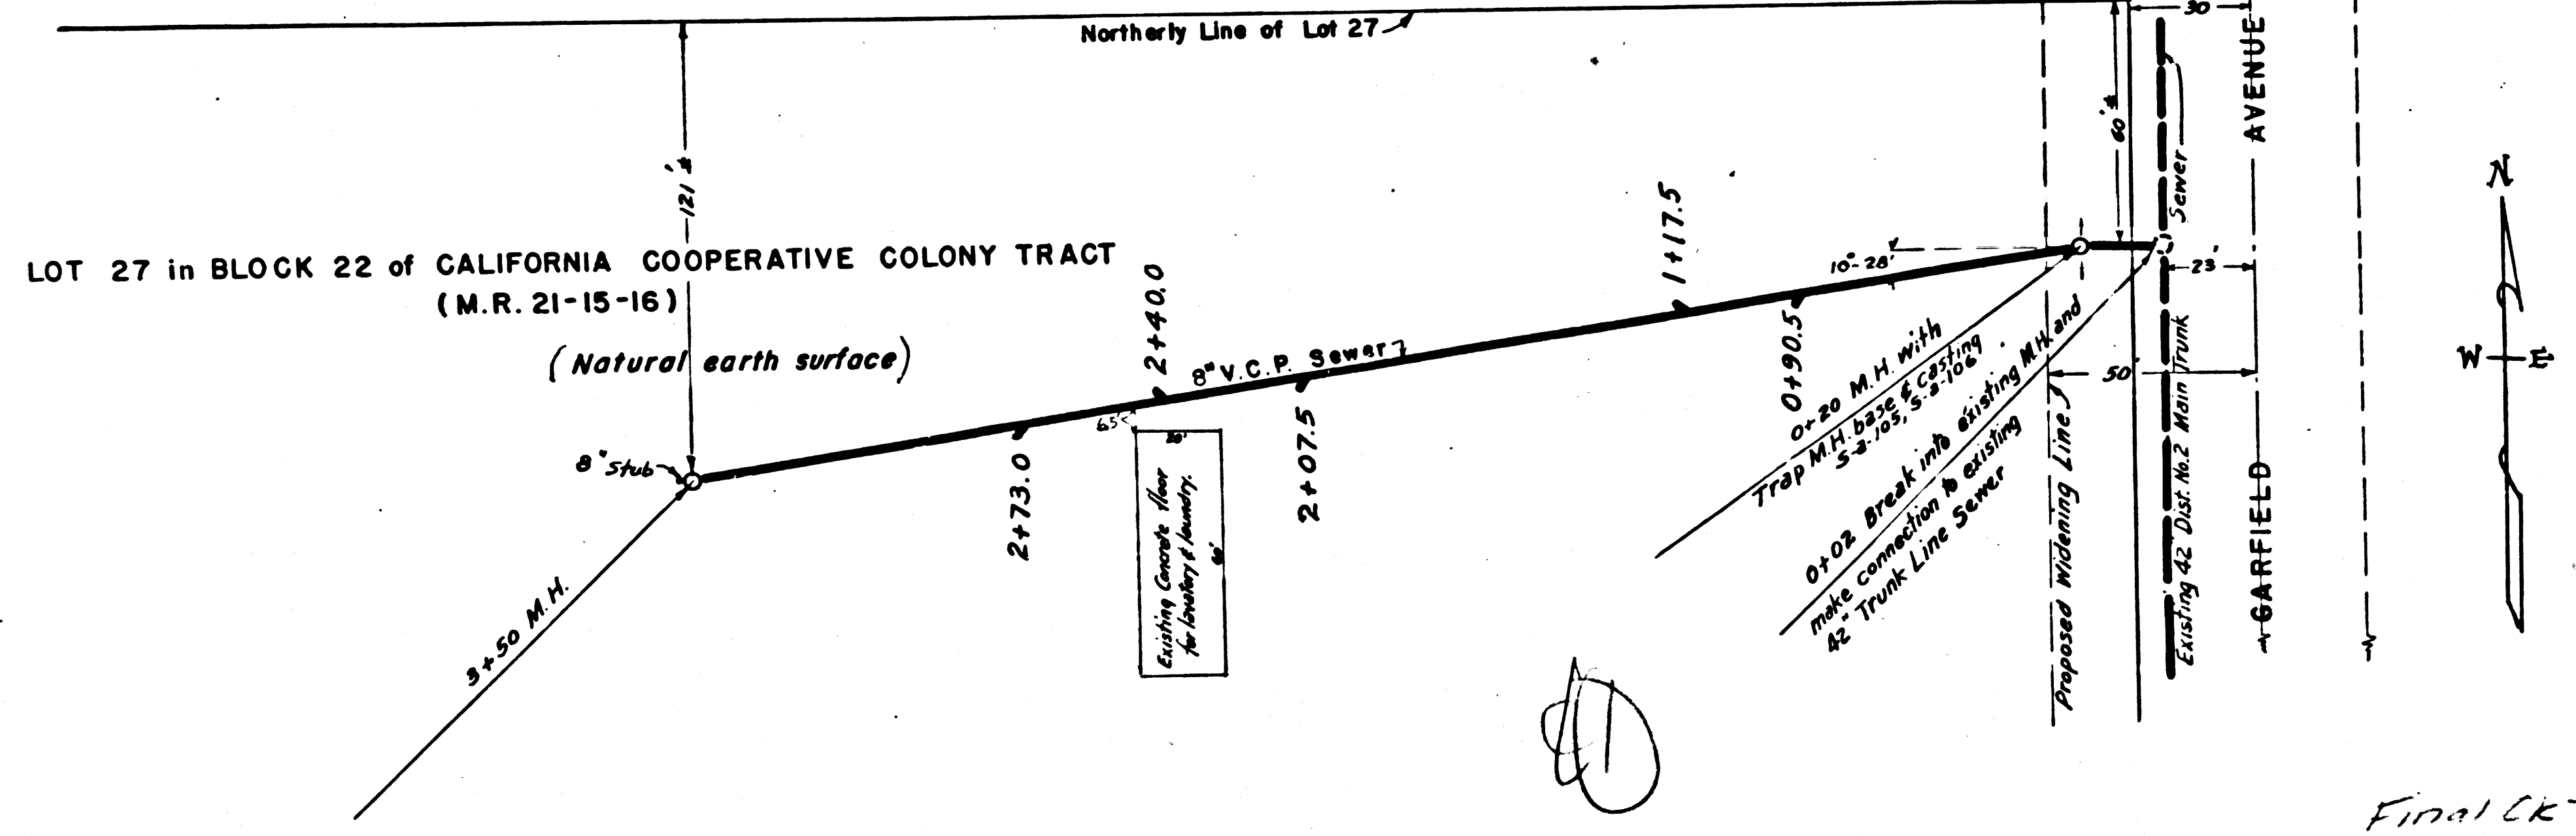 Northerly Line of Lot 27
30
AVENUE
121'±
60'±
Sewer
N
LOT 27 in BLOCK 22 of CALIFORNIA COOPERATIVE COLONY TRACT
(M.R. 21-15-16)
(Natural earth surface)
2+40.0
1+17.5
10°-28'
23'
8" V.C.P. Sewer
0+90.5
W E
50'
65'
20'
2+07.5
2+73.0
8" Stub
3+50 M.H.
Existing Concrete floor
for lavatory & laundry.
60'
0+20 M.H. with
Trap M.H. base & casting
S-a-105, S-a-106
0+02 Break into existing M.H. and
make connection to existing
42" Trunk Line Sewer
Proposed Widening Line
Existing 42" Dist. No.2 Main Trunk
GARFIELD
Final Ck